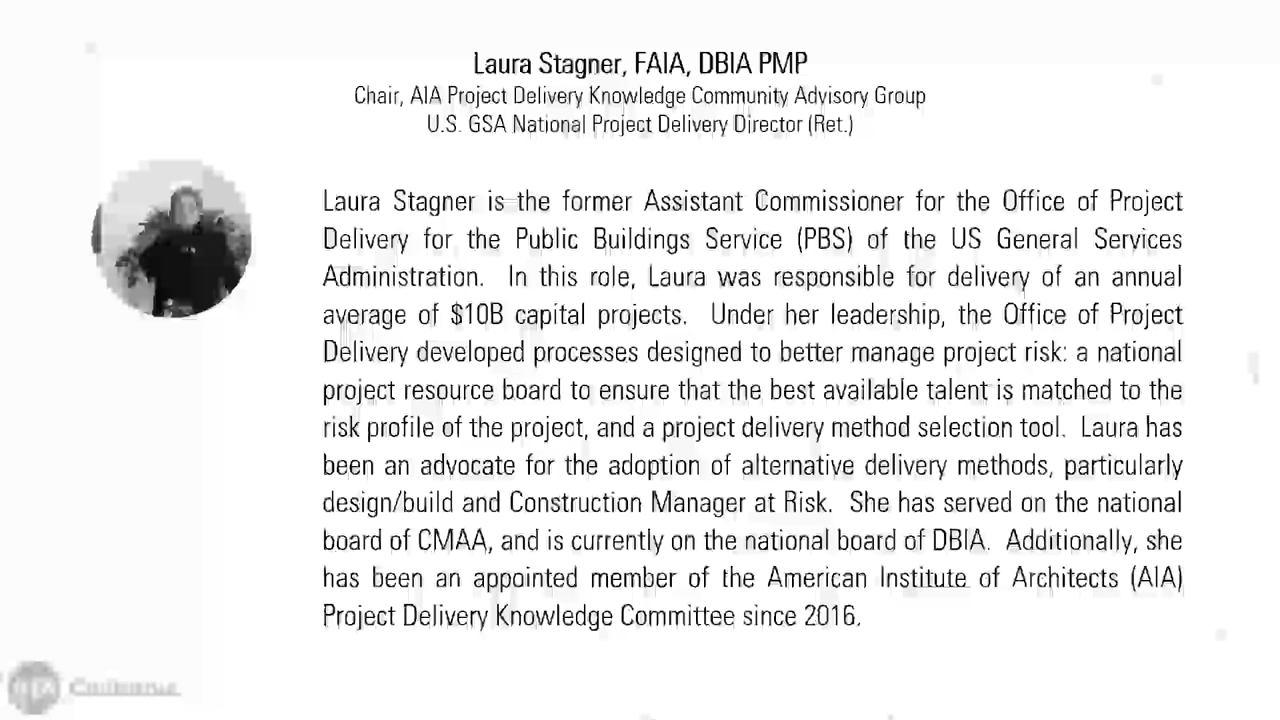 Laura Stagner, FAIA, DBIA PMP
Chair, AIA Project Delivery Knowledge Community Advisory Group
U.S. GSA National Project Delivery Director (Ret.)
Laura Stagner is the former Assistant Commissioner for the Office of Project
Delivery for the Public Buildings Service (PBS) of the US General Services
Administration. In this role, Laura was responsible for delivery of an annual
average of $10B capital projects. Under her leadership, the Office of Project
Delivery developed processes designed to better manage project risk: a national
project resource board to ensure that the best available talent is matched to the
risk profile of the project, and a project delivery method selection tool. Laura has
been an advocate for the adoption of alternative delivery methods, particularly
design/build and Construction Manager at Risk. She has served on the national
board of CMAA, and is currently on the national board of DBIA. Additionally, she
has been an appointed member of the American Institute of Architects (AIA)
Project Delivery Knowledge Committee since 2016.